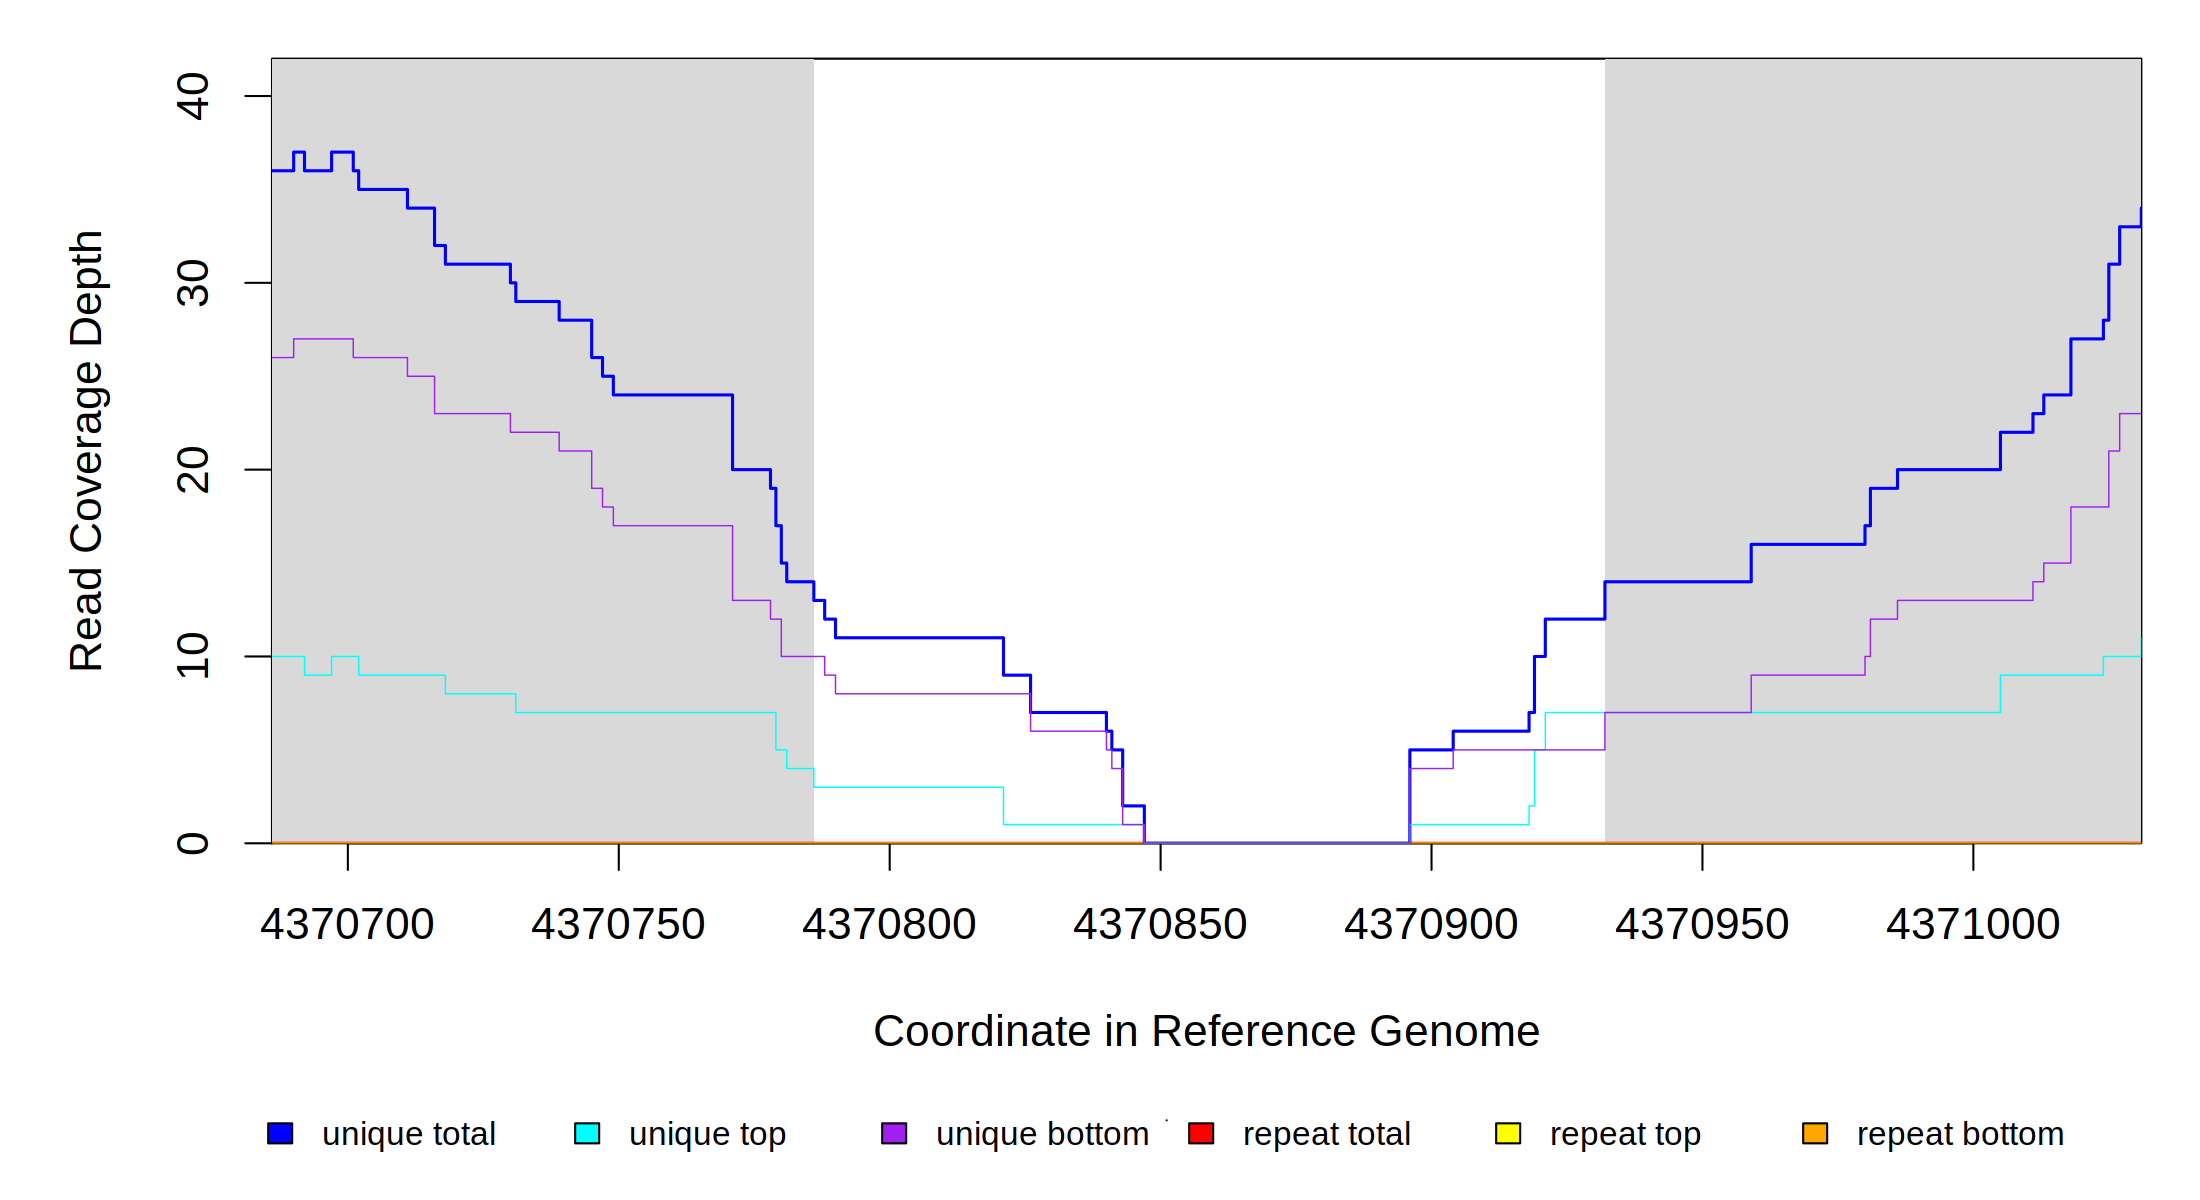 40
30
20
10
0
Read Coverage Depth
4370700 4370750 4370800 4370850 4370900 4370950 4371000
Coordinate in Reference Genome
unique total unique top unique bottom repeat total repeat top repeat bottom